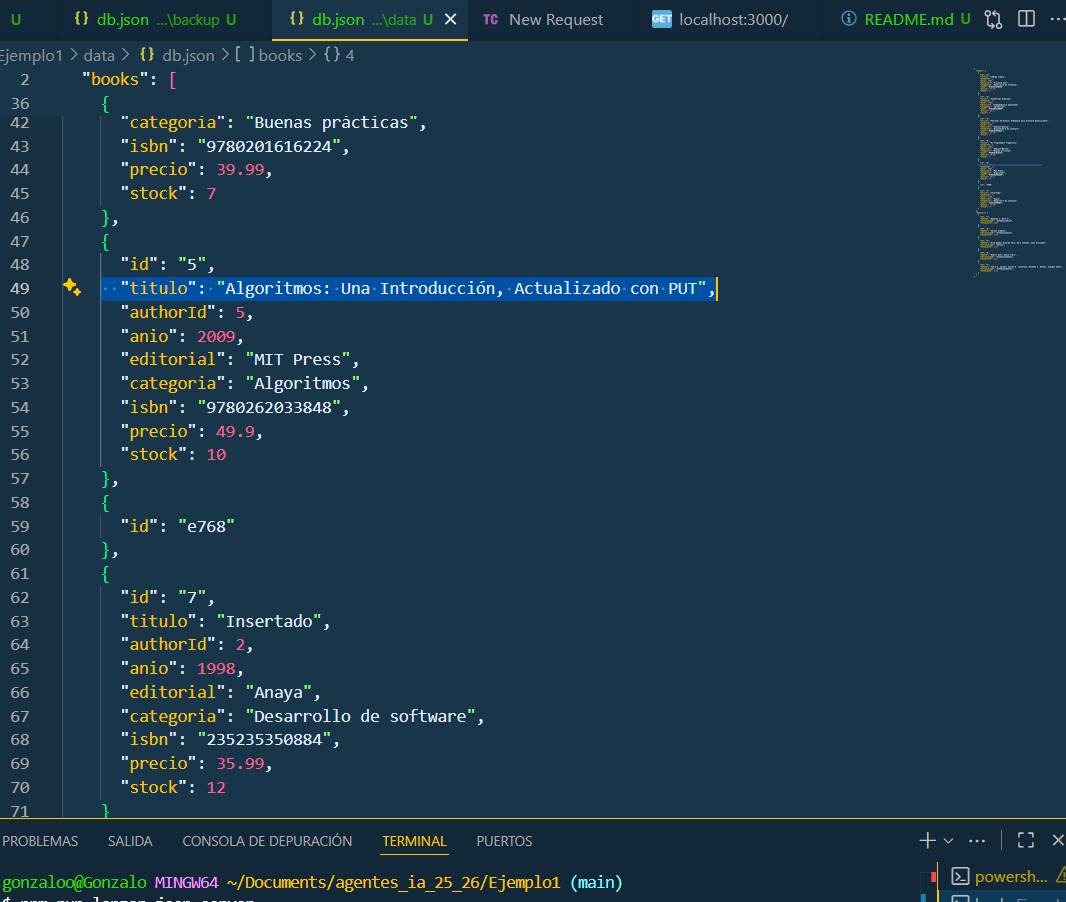 U {} db.json ...\backup U {} db.json ...\data U × TC New Request GET localhost:3000/ README.md U ...
Ejemplo1 > data > {} db.json > [ ] books > {} 4
2 "books": [
36 {
42 "categoria": "Buenas prácticas",
43 "isbn": "9780201616224",
44 "precio": 39.99,
45 "stock": 7
46 },
47 {
48 "id": "5",
49 "titulo": "Algoritmos: Una Introducción, Actualizado con PUT",
50 "authorId": 5,
51 "anio": 2009,
52 "editorial": "MIT Press",
53 "categoria": "Algoritmos",
54 "isbn": "9780262033848",
55 "precio": 49.9,
56 "stock": 10
57 },
58 {
59 "id": "e768"
60 },
61 {
62 "id": "7",
63 "titulo": "Insertado",
64 "authorId": 2,
65 "anio": 1998,
66 "editorial": "Anaya",
67 "categoria": "Desarrollo de software",
68 "isbn": "235235350884",
69 "precio": 35.99,
70 "stock": 12
71 }
PROBLEMAS SALIDA CONSOLA DE DEPURACIÓN TERMINAL PUERTOS
gonzaloo@Gonzalo MINGW64 ~/Documents/agentes_ia_25_26/Ejemplo1 (main)
powersh...